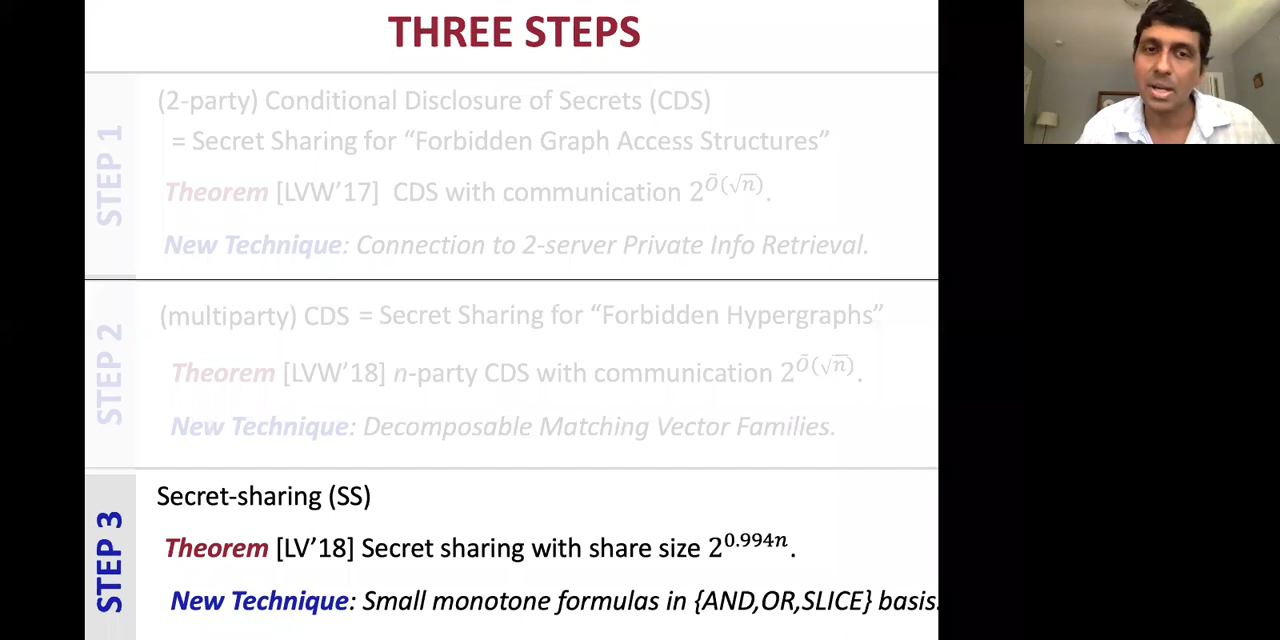 THREE STEPS
STEP 1
(2-party) Conditional Disclosure of Secrets (CDS)
= Secret Sharing for “Forbidden Graph Access Structures”
Theorem [LVW’17] CDS with communication 2^Õ(√n).
New Technique: Connection to 2-server Private Info Retrieval.
STEP 2
(multiparty) CDS = Secret Sharing for “Forbidden Hypergraphs”
Theorem [LVW’18] n-party CDS with communication 2^Õ(√n).
New Technique: Decomposable Matching Vector Families.
STEP 3
Secret-sharing (SS)
Theorem [LV’18] Secret sharing with share size 2^0.994n.
New Technique: Small monotone formulas in {AND,OR,SLICE} basis.